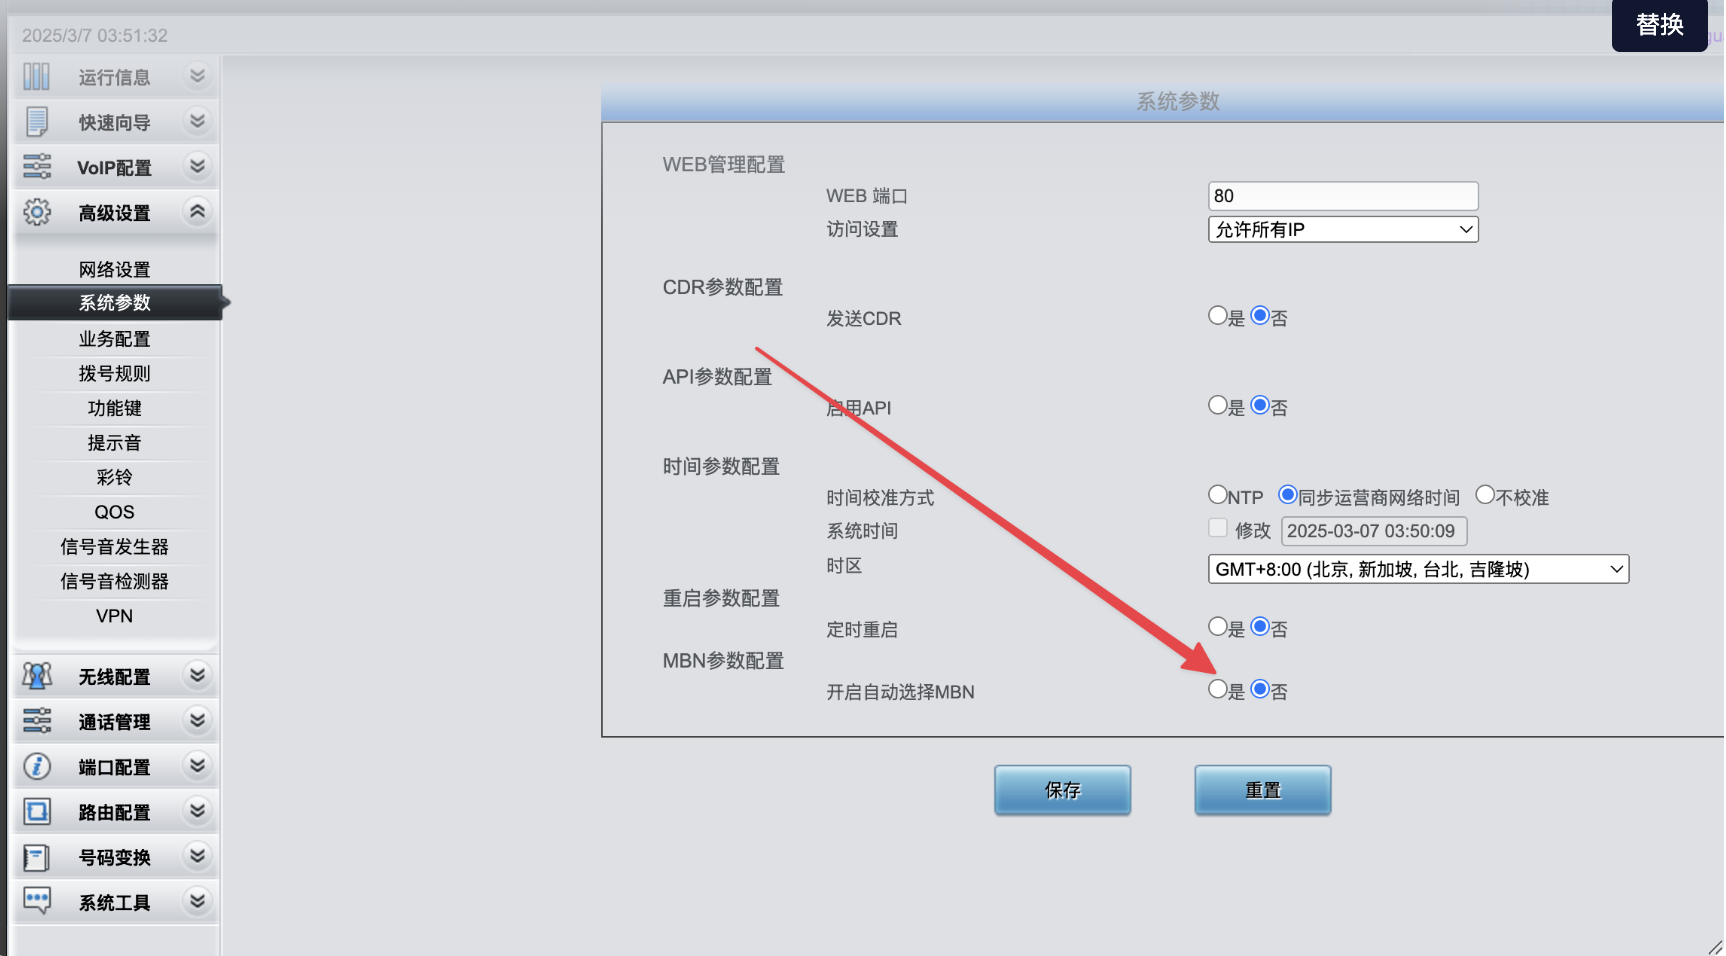 替换
2025/3/7 03:51:32
运行信息
快速向导
VoIP配置
高级设置
网络设置
系统参数
业务配置
拨号规则
功能键
提示音
彩铃
QOS
信号音发生器
信号音检测器
VPN
无线配置
通话管理
端口配置
路由配置
号码变换
系统工具
系统参数
WEB管理配置
WEB 端口 80
访问设置 允许所有IP
CDR参数配置
发送CDR 是 否
API参数配置
启用API 是 否
时间参数配置
时间校准方式 NTP 同步运营商网络时间 不校准
系统时间 修改 2025-03-07 03:50:09
时区 GMT+8:00 (北京, 新加坡, 台北, 吉隆坡)
重启参数配置
定时重启 是 否
MBN参数配置
开启自动选择MBN 是 否
保存 重置